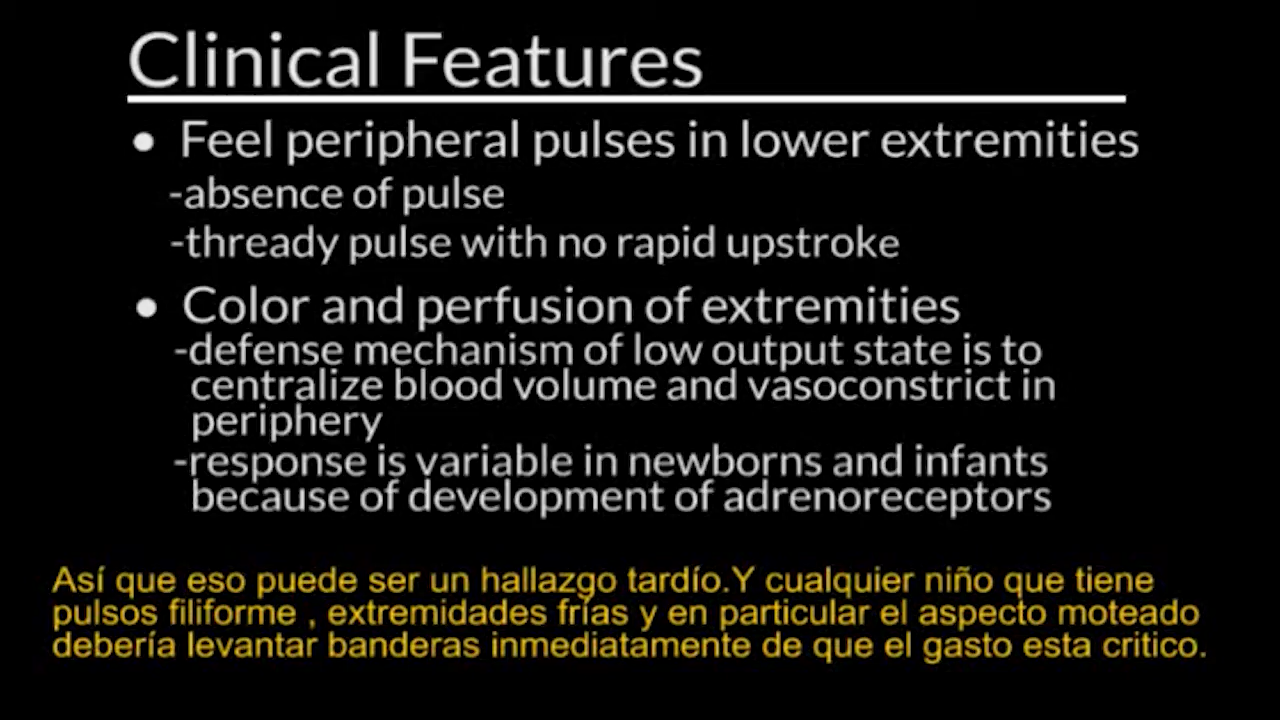 Clinical Features
• Feel peripheral pulses in lower extremities
-absence of pulse
-thready pulse with no rapid upstroke
• Color and perfusion of extremities
-defense mechanism of low output state is to
centralize blood volume and vasoconstrict in
periphery
-response is variable in newborns and infants
because of development of adrenoreceptors
Así que eso puede ser un hallazgo tardío.Y cualquier niño que tiene
pulsos filiforme , extremidades frías y en particular el aspecto moteado
debería levantar banderas inmediatamente de que el gasto esta critico.